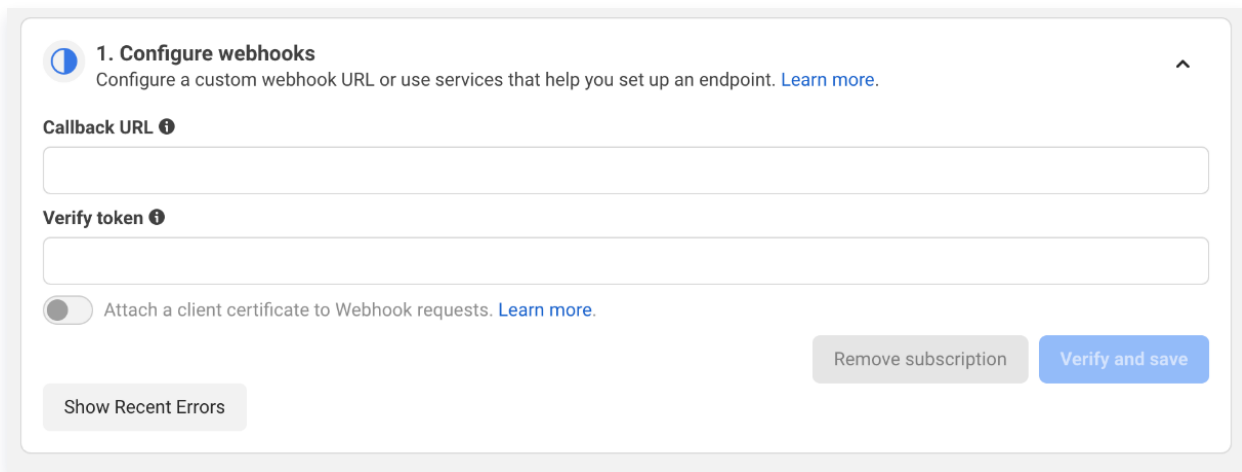 1. Configure webhooks
Configure a custom webhook URL or use services that help you set up an endpoint. Learn more.
Callback URL
Verify token
Attach a client certificate to Webhook requests. Learn more.
Remove subscription
Verify and save
Show Recent Errors